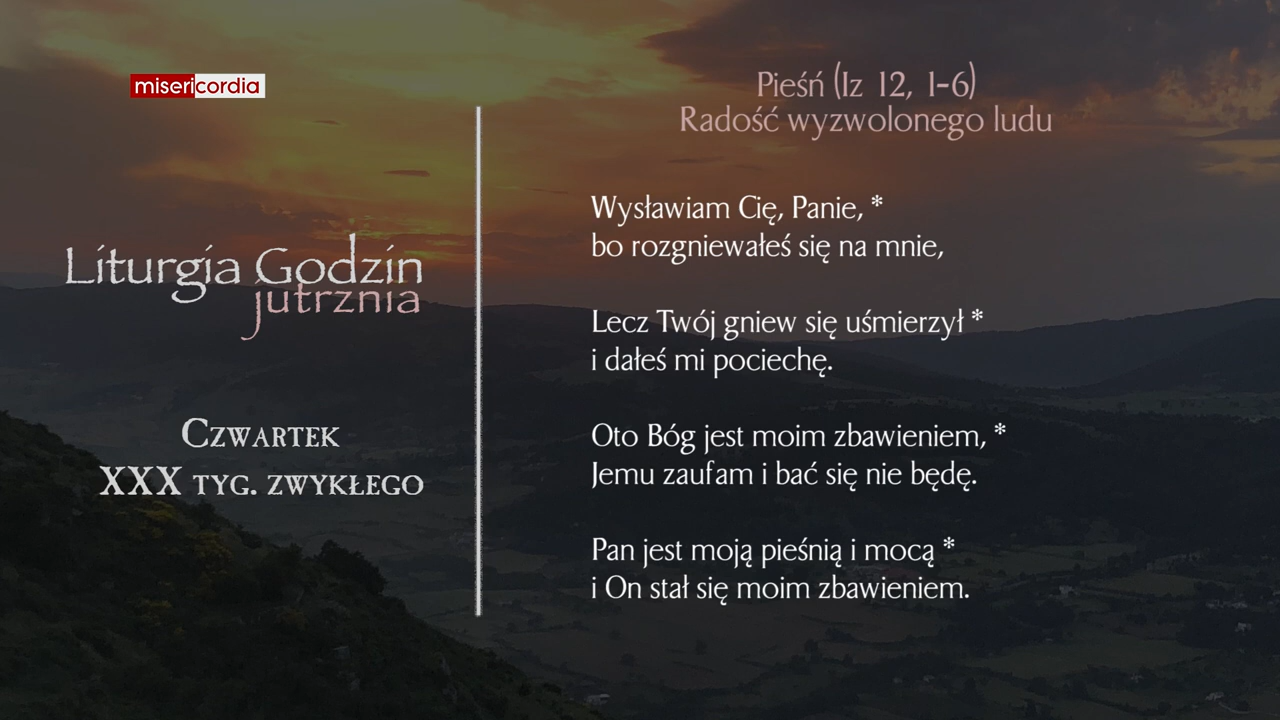 misericordia
Liturgia Godzin
jutrznia
Czwartek
XXX tyg. zwykłego
Pieśń (Iz 12, 1-6)
Radość wyzwolonego ludu
Wysławiam Cię, Panie, *
bo rozgniewałeś się na mnie,
Lecz Twój gniew się uśmierzył *
i dałeś mi pociechę.
Oto Bóg jest moim zbawieniem, *
Jemu zaufam i bać się nie będę.
Pan jest moją pieśnią i mocą *
i On stał się moim zbawieniem.